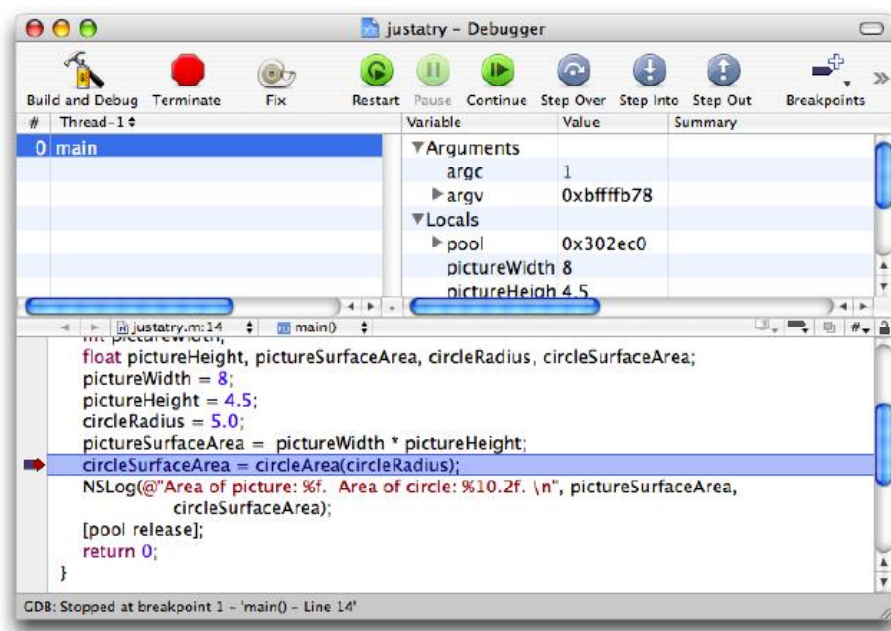 justatry – Debugger
Build and Debug Terminate Fix Restart Pause Continue Step Over Step Into Step Out Breakpoints »
# Thread-1 Variable Value Summary
0 main
Arguments
argc 1
argv 0xbffffb78
Locals
pool 0x302ec0
pictureWidth 8
pictureHeigh 4.5
justatry.m:14 main() #
int pictureWidth;
float pictureHeight, pictureSurfaceArea, circleRadius, circleSurfaceArea;
pictureWidth = 8;
pictureHeight = 4.5;
circleRadius = 5.0;
pictureSurfaceArea = pictureWidth * pictureHeight;
circleSurfaceArea = circleArea(circleRadius);
NSLog(@"Area of picture: %f. Area of circle: %10.2f. \n", pictureSurfaceArea,
circleSurfaceArea);
[pool release];
return 0;
}
GDB: Stopped at breakpoint 1 – 'main() – Line 14'